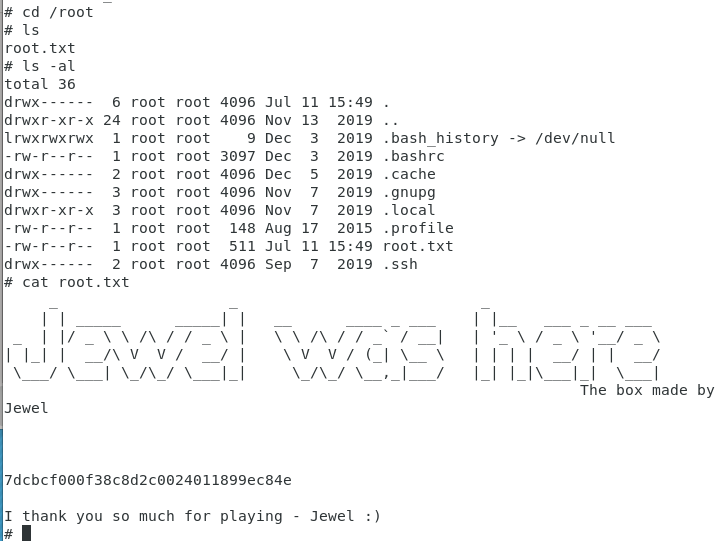 # cd /root
# ls
root.txt
# ls -al
total 36
drwx------  6 root root 4096 Jul 11 15:49 .
drwxr-xr-x 24 root root 4096 Nov 13  2019 ..
lrwxrwxrwx  1 root root    9 Dec  3  2019 .bash_history -> /dev/null
-rw-r--r--  1 root root 3097 Dec  3  2019 .bashrc
drwx------  2 root root 4096 Dec  5  2019 .cache
drwx------  3 root root 4096 Nov  7  2019 .gnupg
drwxr-xr-x  3 root root 4096 Nov  7  2019 .local
-rw-r--r--  1 root root  148 Aug 17  2015 .profile
-rw-r--r--  1 root root  511 Jul 11 15:49 root.txt
drwx------  2 root root 4096 Sep  7  2019 .ssh
# cat root.txt
Jewel was here
The box made by
Jewel
7dcbcf000f38c8d2c0024011899ec84e
I thank you so much for playing - Jewel :)
#